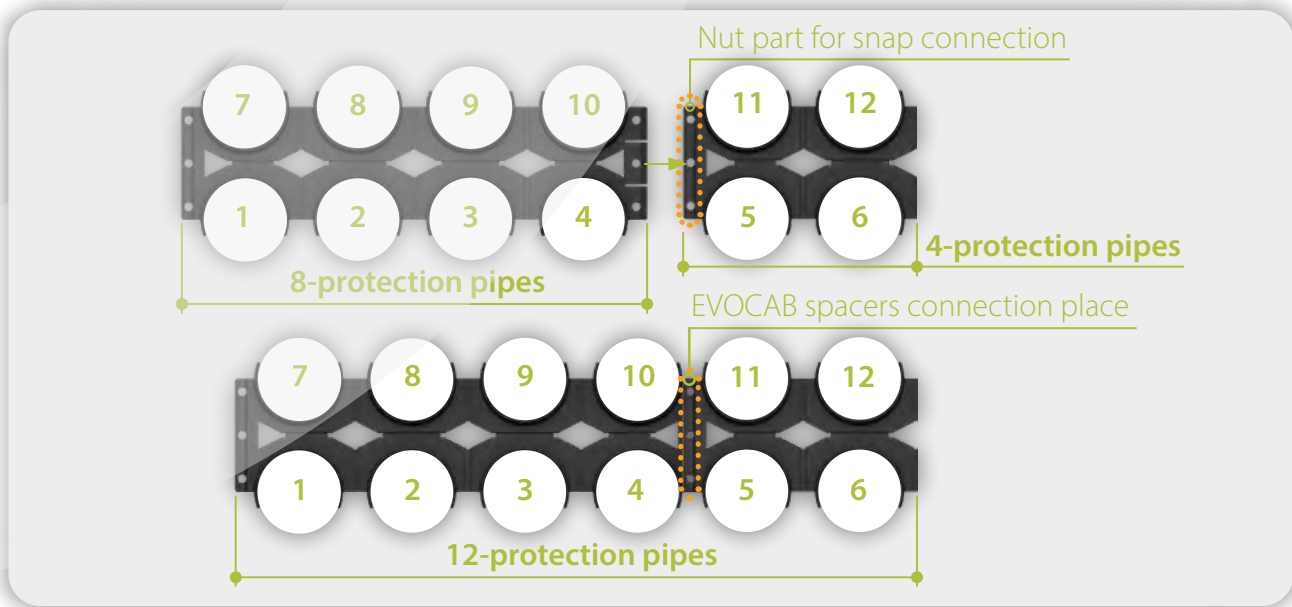 Nut part for snap connection
7 8 9 10 11 12
1 2 3 4 5 6
4-protection pipes
8-protection pipes
EVOCAB spacers connection place
7 8 9 10 11 12
1 2 3 4 5 6
12-protection pipes